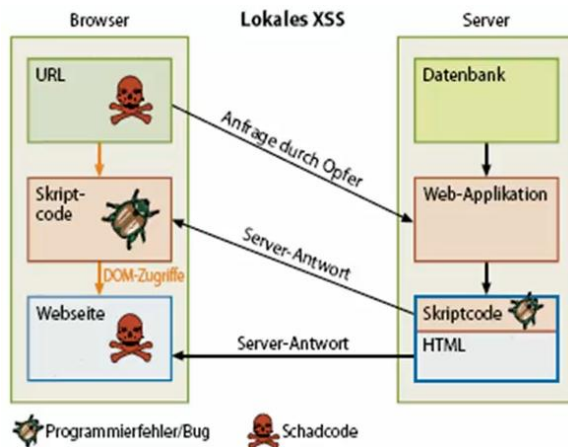 Browser
Lokales XSS
Server
URL
Datenbank
Anfrage durch Opfer
Skript-
code
Web-Applikation
Server-Antwort
DOM-Zugriffe
Webseite
Skriptcode
Server-Antwort
HTML
Programmierfehler/Bug
Schadcode